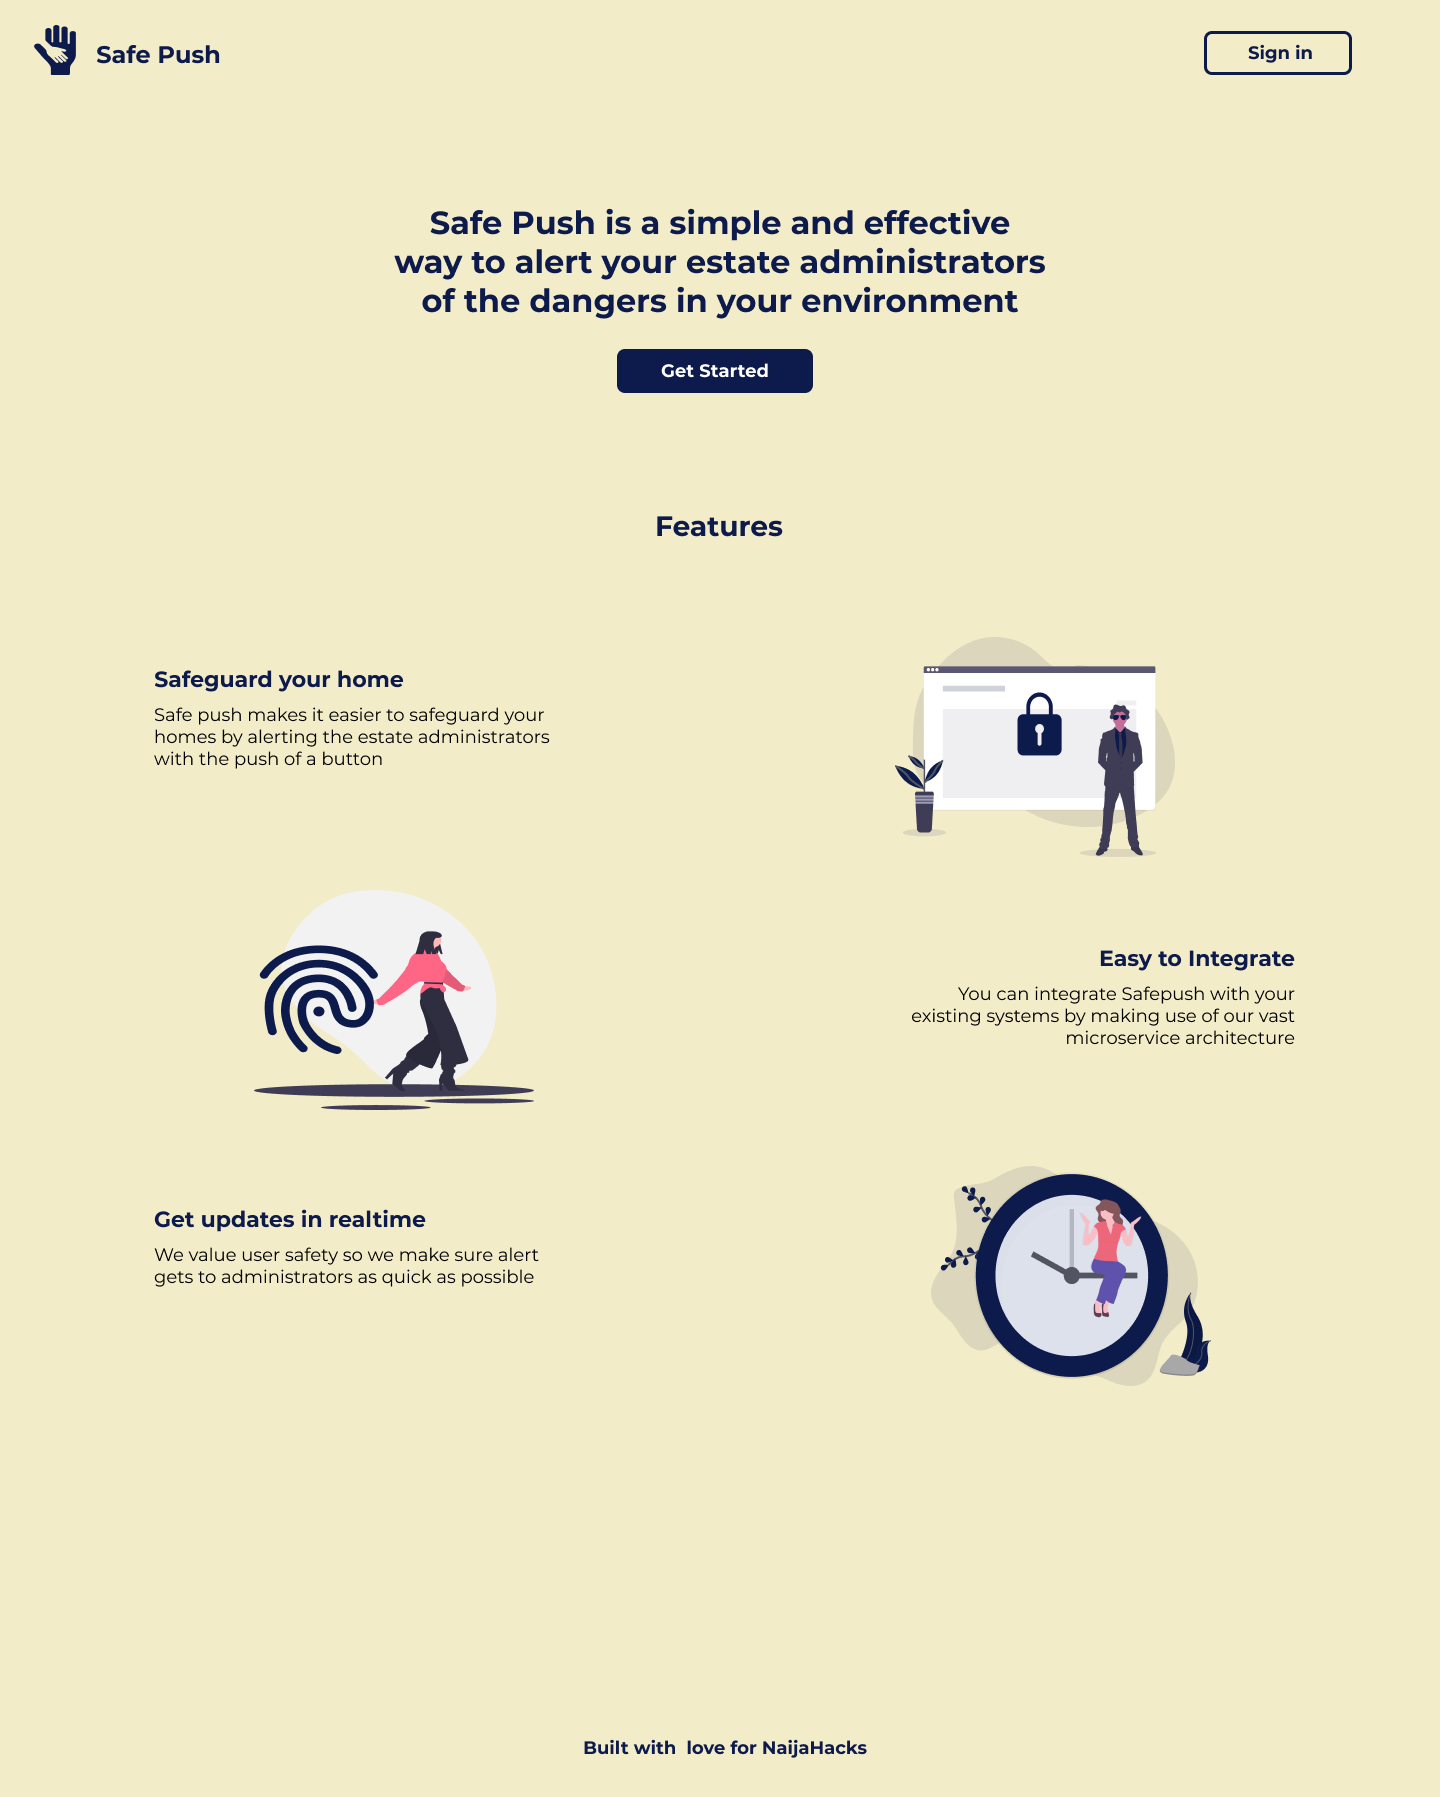 Safe Push
Sign in
Safe Push is a simple and effective
way to alert your estate administrators
of the dangers in your environment
Get Started
Features
Safeguard your home
Safe push makes it easier to safeguard your
homes by alerting the estate administrators
with the push of a button
Easy to Integrate
You can integrate Safepush with your
existing systems by making use of our vast
microservice architecture
Get updates in realtime
We value user safety so we make sure alert
gets to administrators as quick as possible
Built with  love for NaijaHacks